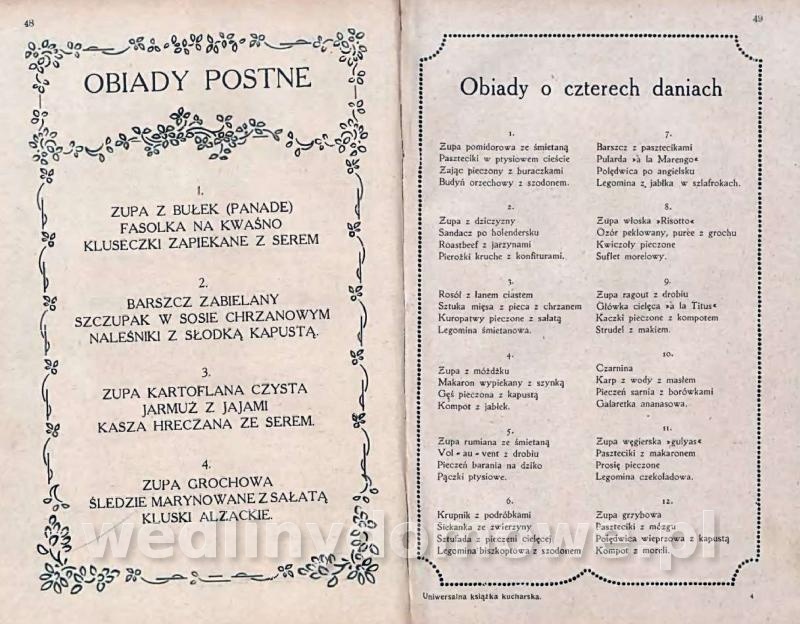 48
OBIADY POSTNE
1.
ZUPA Z BUŁEK (PANADE)
FASOLKA NA KWAŚNO
KLUSECZKI ZAPIEKANE Z SEREM
2.
BARSZCZ ZABIELANY
SZCZUPAK W SOSIE CHRZANOWYM
NALEŚNIKI Z SŁODKĄ KAPUSTĄ.
3.
ZUPA KARTOFLANA CZYSTA
JARMUŻ Z JAJAMI
KASZA HRECZANA ZE SEREM.
4.
ZUPA GROCHOWA
ŚLEDZIE MARYNOWANE Z SAŁATĄ
KLUSKI ALZACKIE.
49
Obiady o czterech daniach
1.
Zupa pomidorowa ze śmietaną
Paszteciki w ptysiowem cieście
Zając pieczony z buraczkami
Budyń orzechowy z szodonem.
2.
Zupa z dziczyzny
Sandacz po holendersku
Roastbeef z jarzynami
Pierożki kruche z konfiturami.
3.
Rosół z lanem ciastem
Sztuka mięsa z pieca z chrzanem
Kuropatwy pieczone z sałatą
Legomina śmietanowa.
4.
Zupa z móżdżku
Makaron wypiekany z szynką
Gęś pieczona z kapustą
Kompot z jabłek.
5.
Zupa rumiana ze śmietaną
Vol - au - vent z drobiu
Pieczeń barania na dziko
Pączki ptysiowe.
6.
Krupnik z podróbkami
Siekanka ze zwierzyny
Sztufada z pieczeni cielęcej
Legomina biszkoptowa z szodonem
7.
Barszcz z pasztecikami
Pularda »à la Marengo«
Polędwica po angielsku
Legomina z jabłka w szlafrokach.
8.
Zupa włoska »Risotto«
Ozór peklowany, purée z grochu
Kwiczoły pieczone
Suflet morelowy.
9.
Zupa ragout z drobiu
Główka cielęca »à la Titus«
Kaczki pieczone z kompotem
Strudel z makiem.
10.
Czarnina
Karp z wody z masłem
Pieczeń sarnia z borówkami
Galaretka ananasowa.
11.
Zupa węgierska »gulyas«
Paszteciki z makaronem
Prosię pieczone
Legomina czekoladowa.
12.
Zupa grzybowa
Paszteciki z mózgu
Polędwica wieprzowa z kapustą
Kompot z moreli.
Uniwersalna książka kucharska.
4
wedlinydomowe.pl